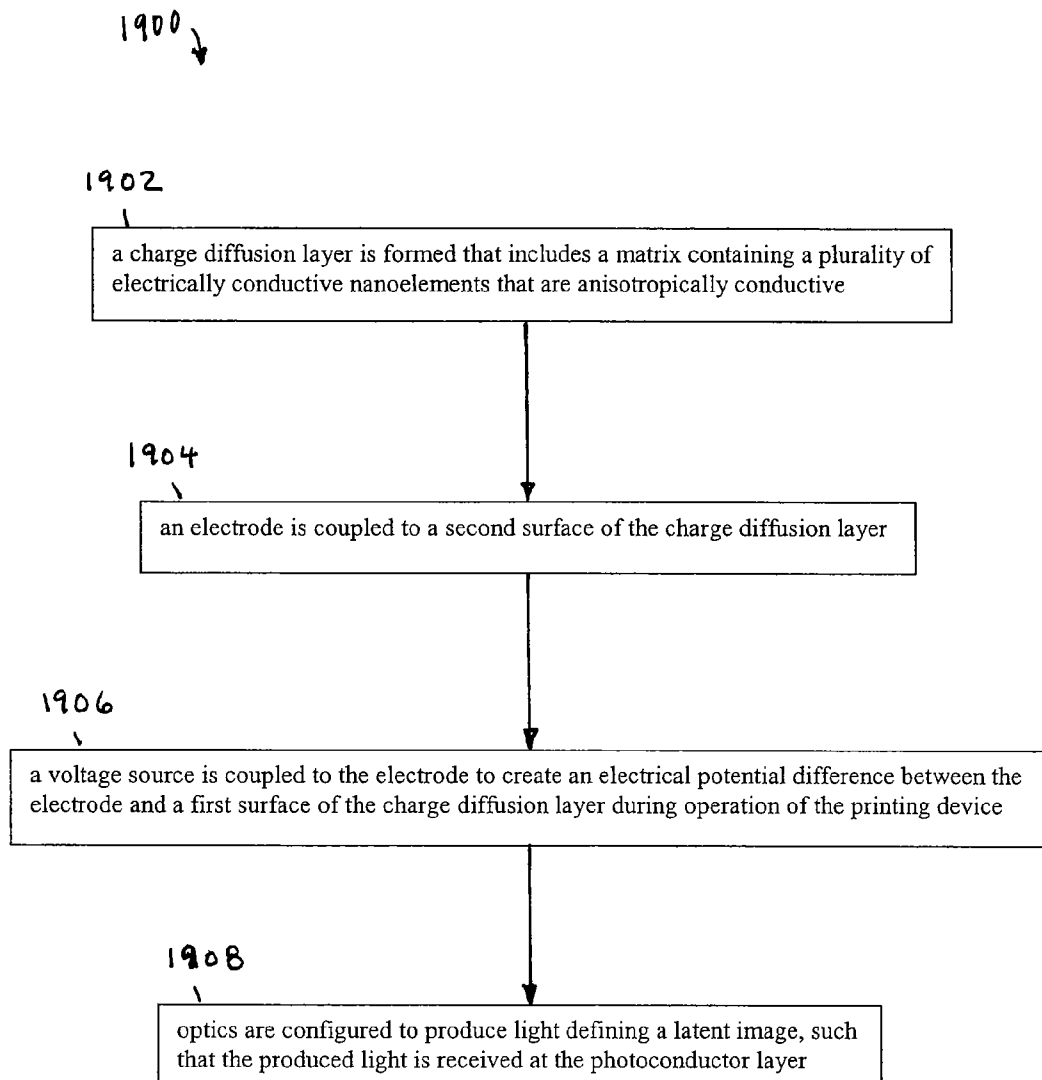 1900
1902
a charge diffusion layer is formed that includes a matrix containing a plurality of
electrically conductive nanoelements that are anisotropically conductive
1904
an electrode is coupled to a second surface of the charge diffusion layer
1906
a voltage source is coupled to the electrode to create an electrical potential difference between the
electrode and a first surface of the charge diffusion layer during operation of the printing device
1908
optics are configured to produce light defining a latent image, such
that the produced light is received at the photoconductor layer